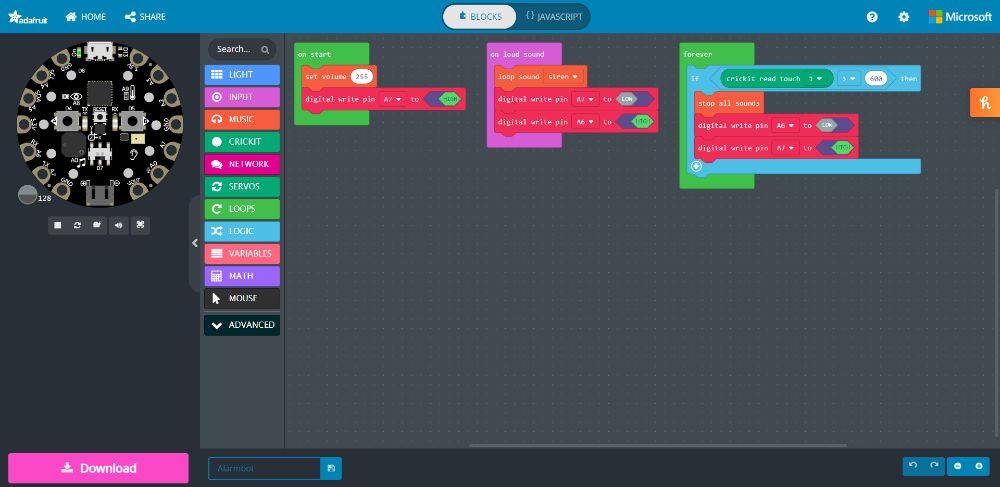 adafruit
HOME
SHARE
BLOCKS
{} JAVASCRIPT
?
Microsoft
128
Search...
LIGHT
INPUT
MUSIC
CRICKIT
NETWORK
SERVOS
LOOPS
LOGIC
VARIABLES
MATH
MOUSE
ADVANCED
on start
set volume 255
digital write pin A7 to HIGH
on loud sound
loop sound siren
digital write pin A7 to LOW
digital write pin A6 to HIGH
forever
if crickit read touch 1 > 600 then
stop all sounds
digital write pin A6 to LOW
digital write pin A7 to HIGH
Download
Alarmbot